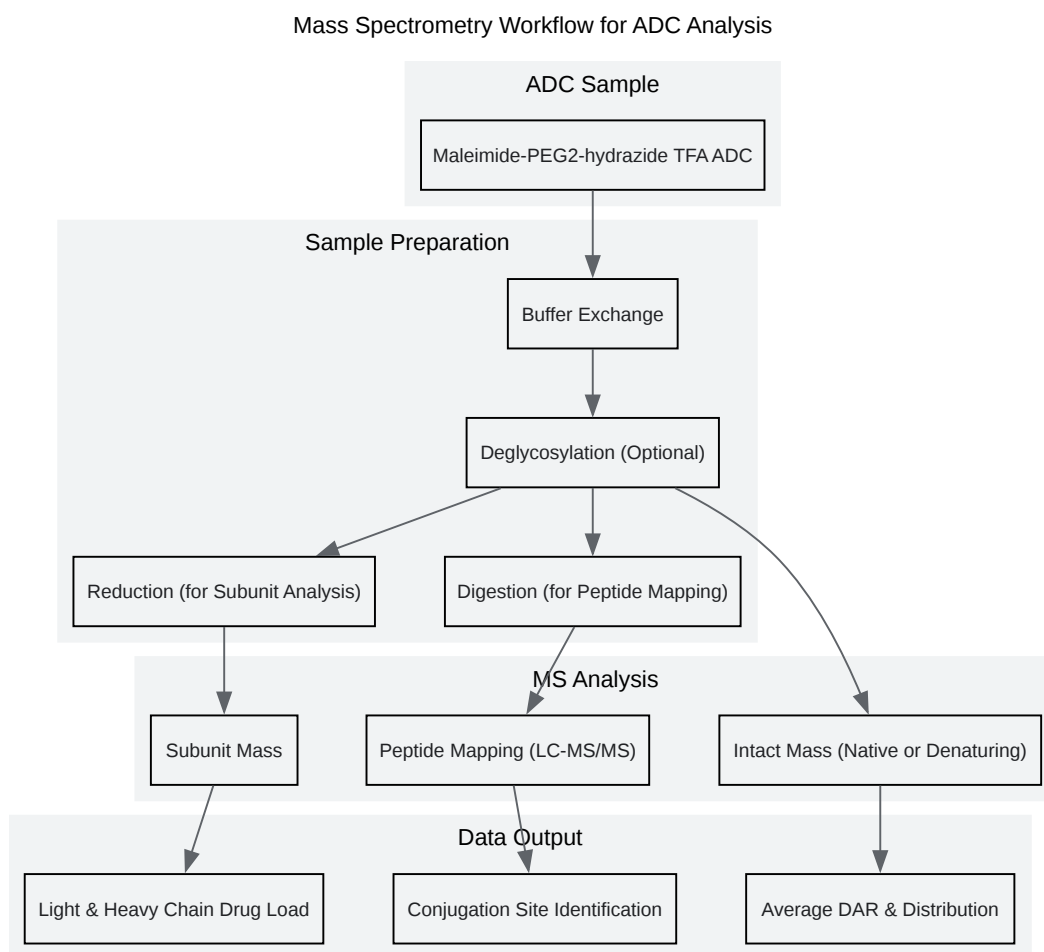 Mass Spectrometry Workflow for ADC Analysis
ADC Sample
Maleimide-PEG2-hydrazide TFA ADC
Sample Preparation
Buffer Exchange
Deglycosylation (Optional)
Reduction (for Subunit Analysis)
Digestion (for Peptide Mapping)
MS Analysis
Subunit Mass
Peptide Mapping (LC-MS/MS)
Intact Mass (Native or Denaturing)
Data Output
Light & Heavy Chain Drug Load
Conjugation Site Identification
Average DAR & Distribution